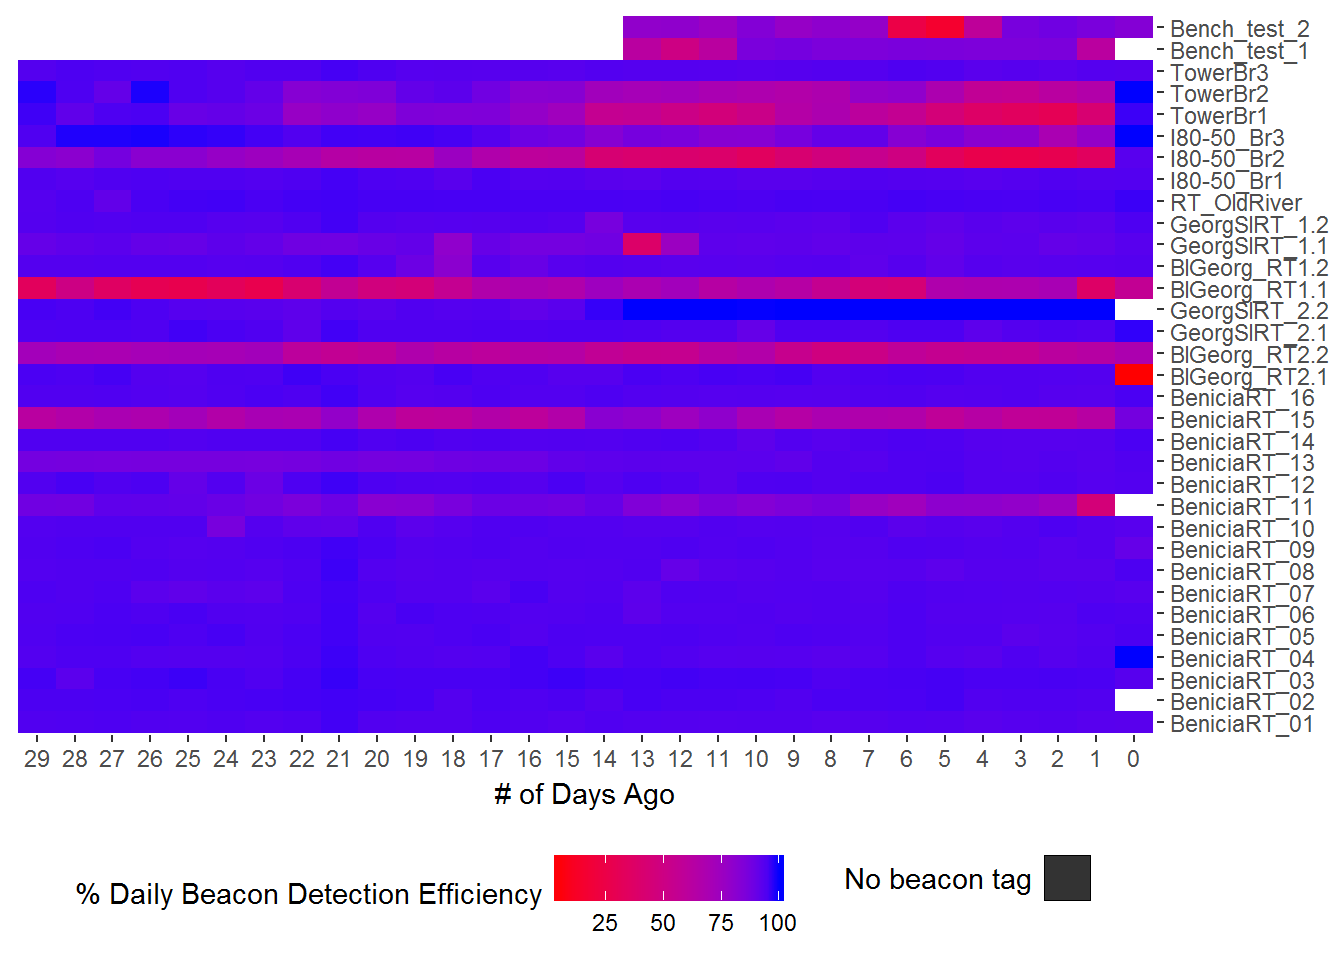 Bench_test_2
Bench_test_1
TowerBr3
TowerBr2
TowerBr1
I80-50_Br3
I80-50_Br2
I80-50_Br1
RT_OldRiver
GeorgSlRT_1.2
GeorgSlRT_1.1
BlGeorg_RT1.2
BlGeorg_RT1.1
GeorgSlRT_2.2
GeorgSlRT_2.1
BlGeorg_RT2.2
BlGeorg_RT2.1
BeniciaRT_16
BeniciaRT_15
BeniciaRT_14
BeniciaRT_13
BeniciaRT_12
BeniciaRT_11
BeniciaRT_10
BeniciaRT_09
BeniciaRT_08
BeniciaRT_07
BeniciaRT_06
BeniciaRT_05
BeniciaRT_04
BeniciaRT_03
BeniciaRT_02
BeniciaRT_01
29 28 27 26 25 24 23 22 21 20 19 18 17 16 15 14 13 12 11 10 9 8 7 6 5 4 3 2 1 0
# of Days Ago
% Daily Beacon Detection Efficiency
25 50 75 100
No beacon tag